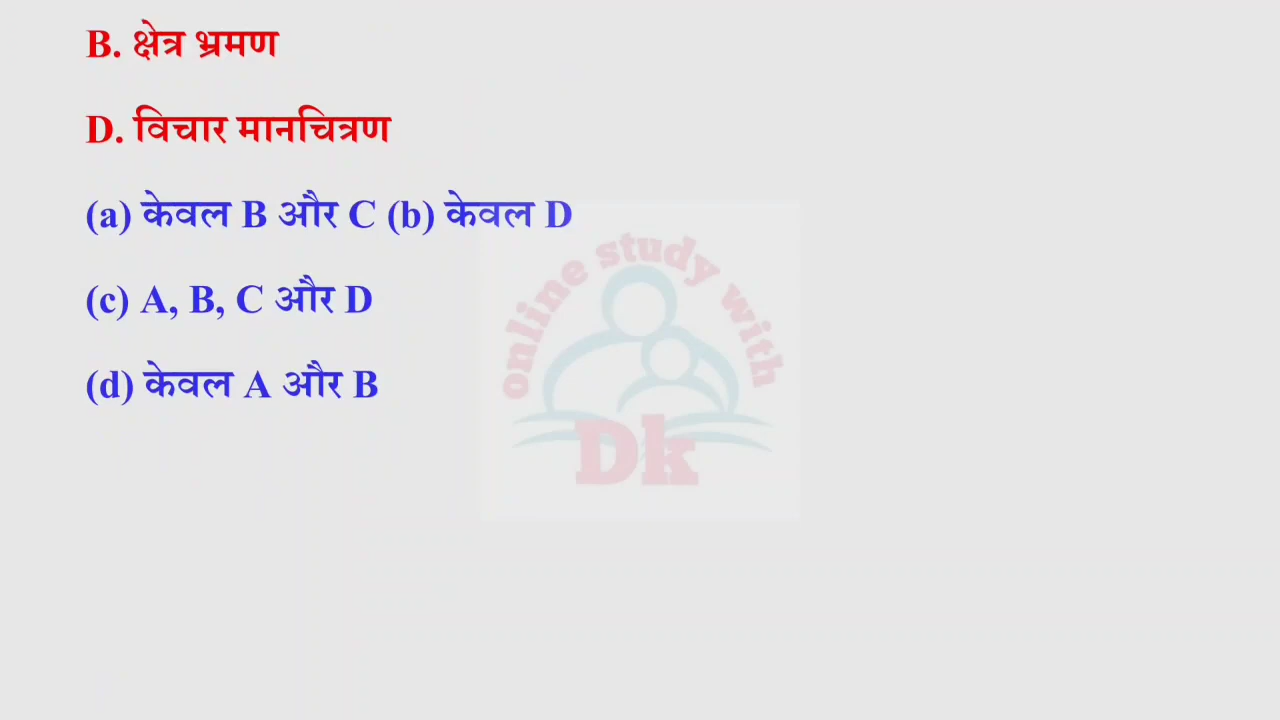 B. क्षेत्र भ्रमण
D. विचार मानचित्रण
(a) केवल B और C (b) केवल D
(c) A, B, C और D
(d) केवल A और B
online study with
Dk